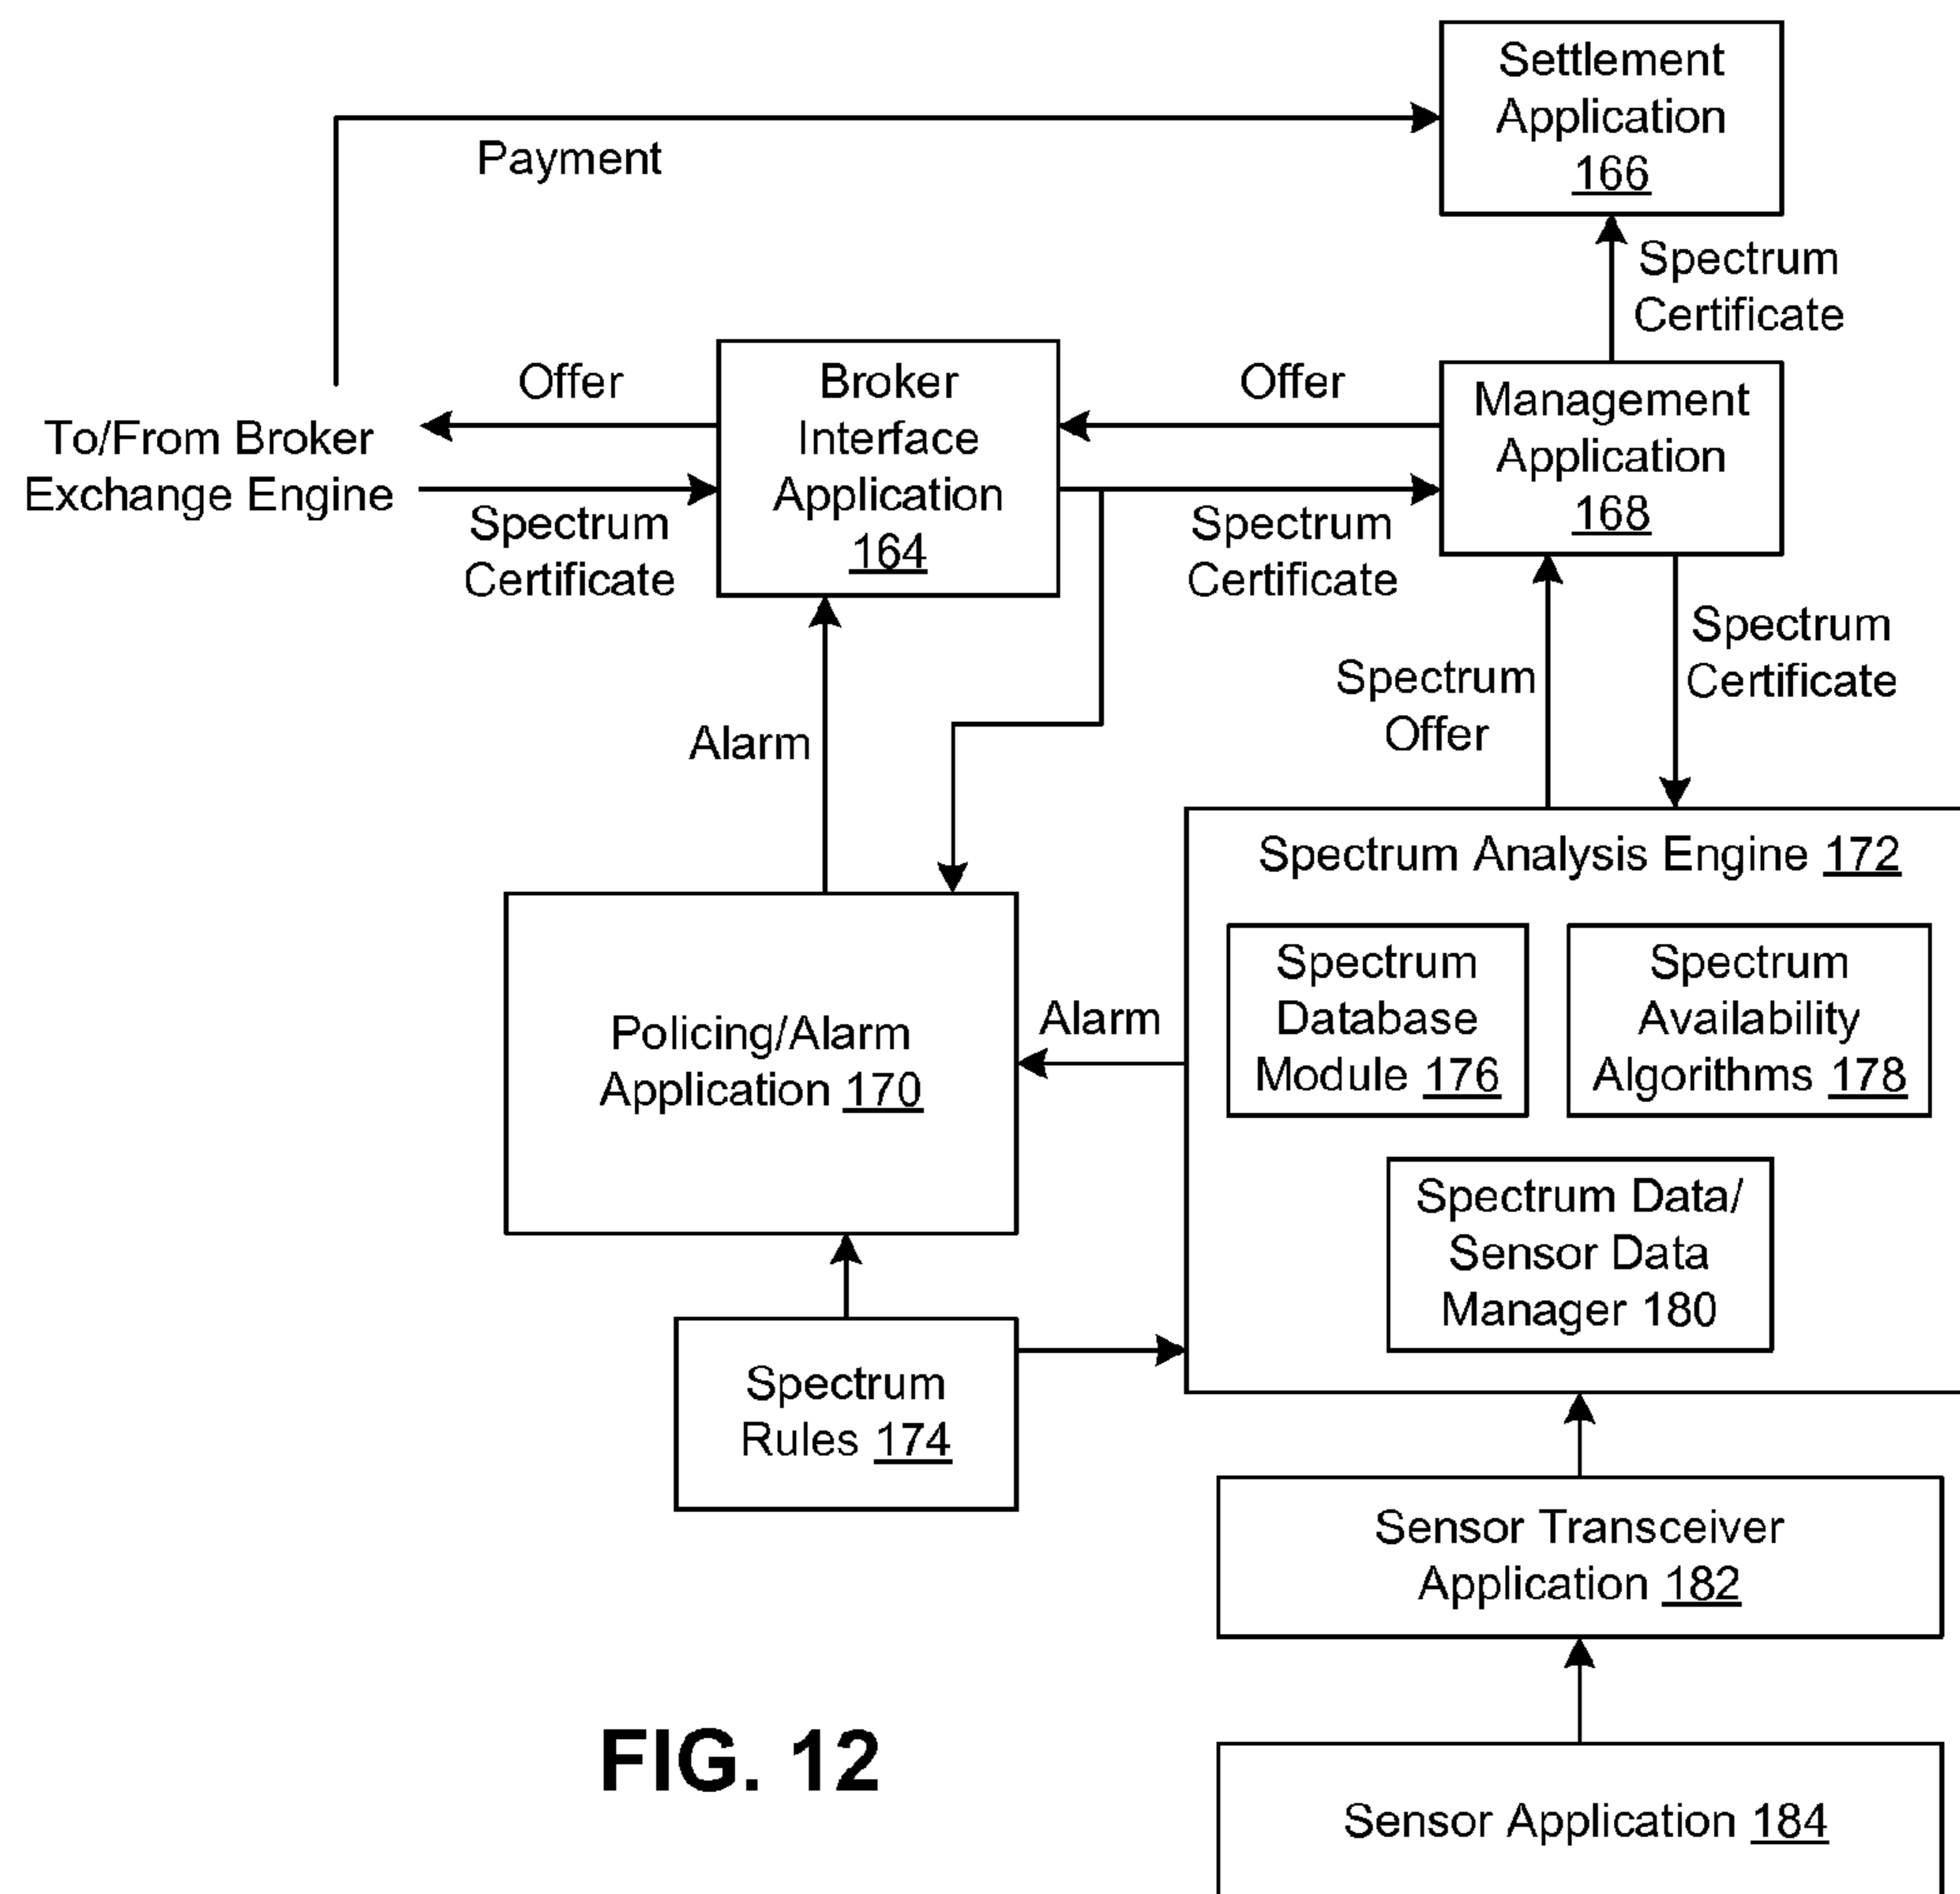 Settlement
Application
166
Payment
Spectrum
Certificate
To/From Broker
Exchange Engine
Offer
Spectrum
Certificate
Broker
Interface
Application
164
Offer
Spectrum
Certificate
Management
Application
168
Alarm
Spectrum
Offer
Spectrum
Certificate
Policing/Alarm
Application 170
Alarm
Spectrum Analysis Engine 172
Spectrum
Database
Module 176
Spectrum
Availability
Algorithms 178
Spectrum Data/
Sensor Data
Manager 180
Spectrum
Rules 174
Sensor Transceiver
Application 182
Sensor Application 184
FIG. 12